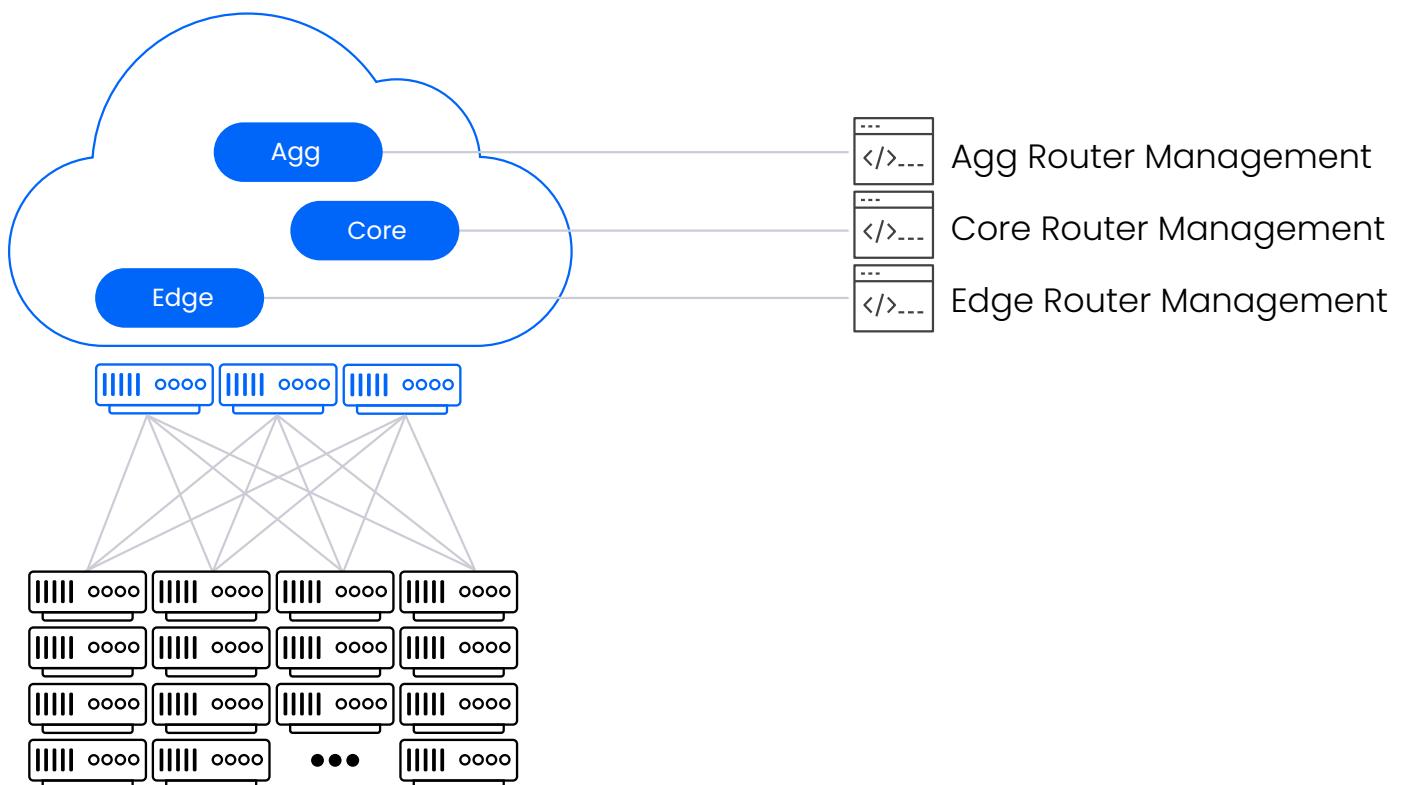 Agg
Agg Router Management
Core
Core Router Management
Edge
Edge Router Management